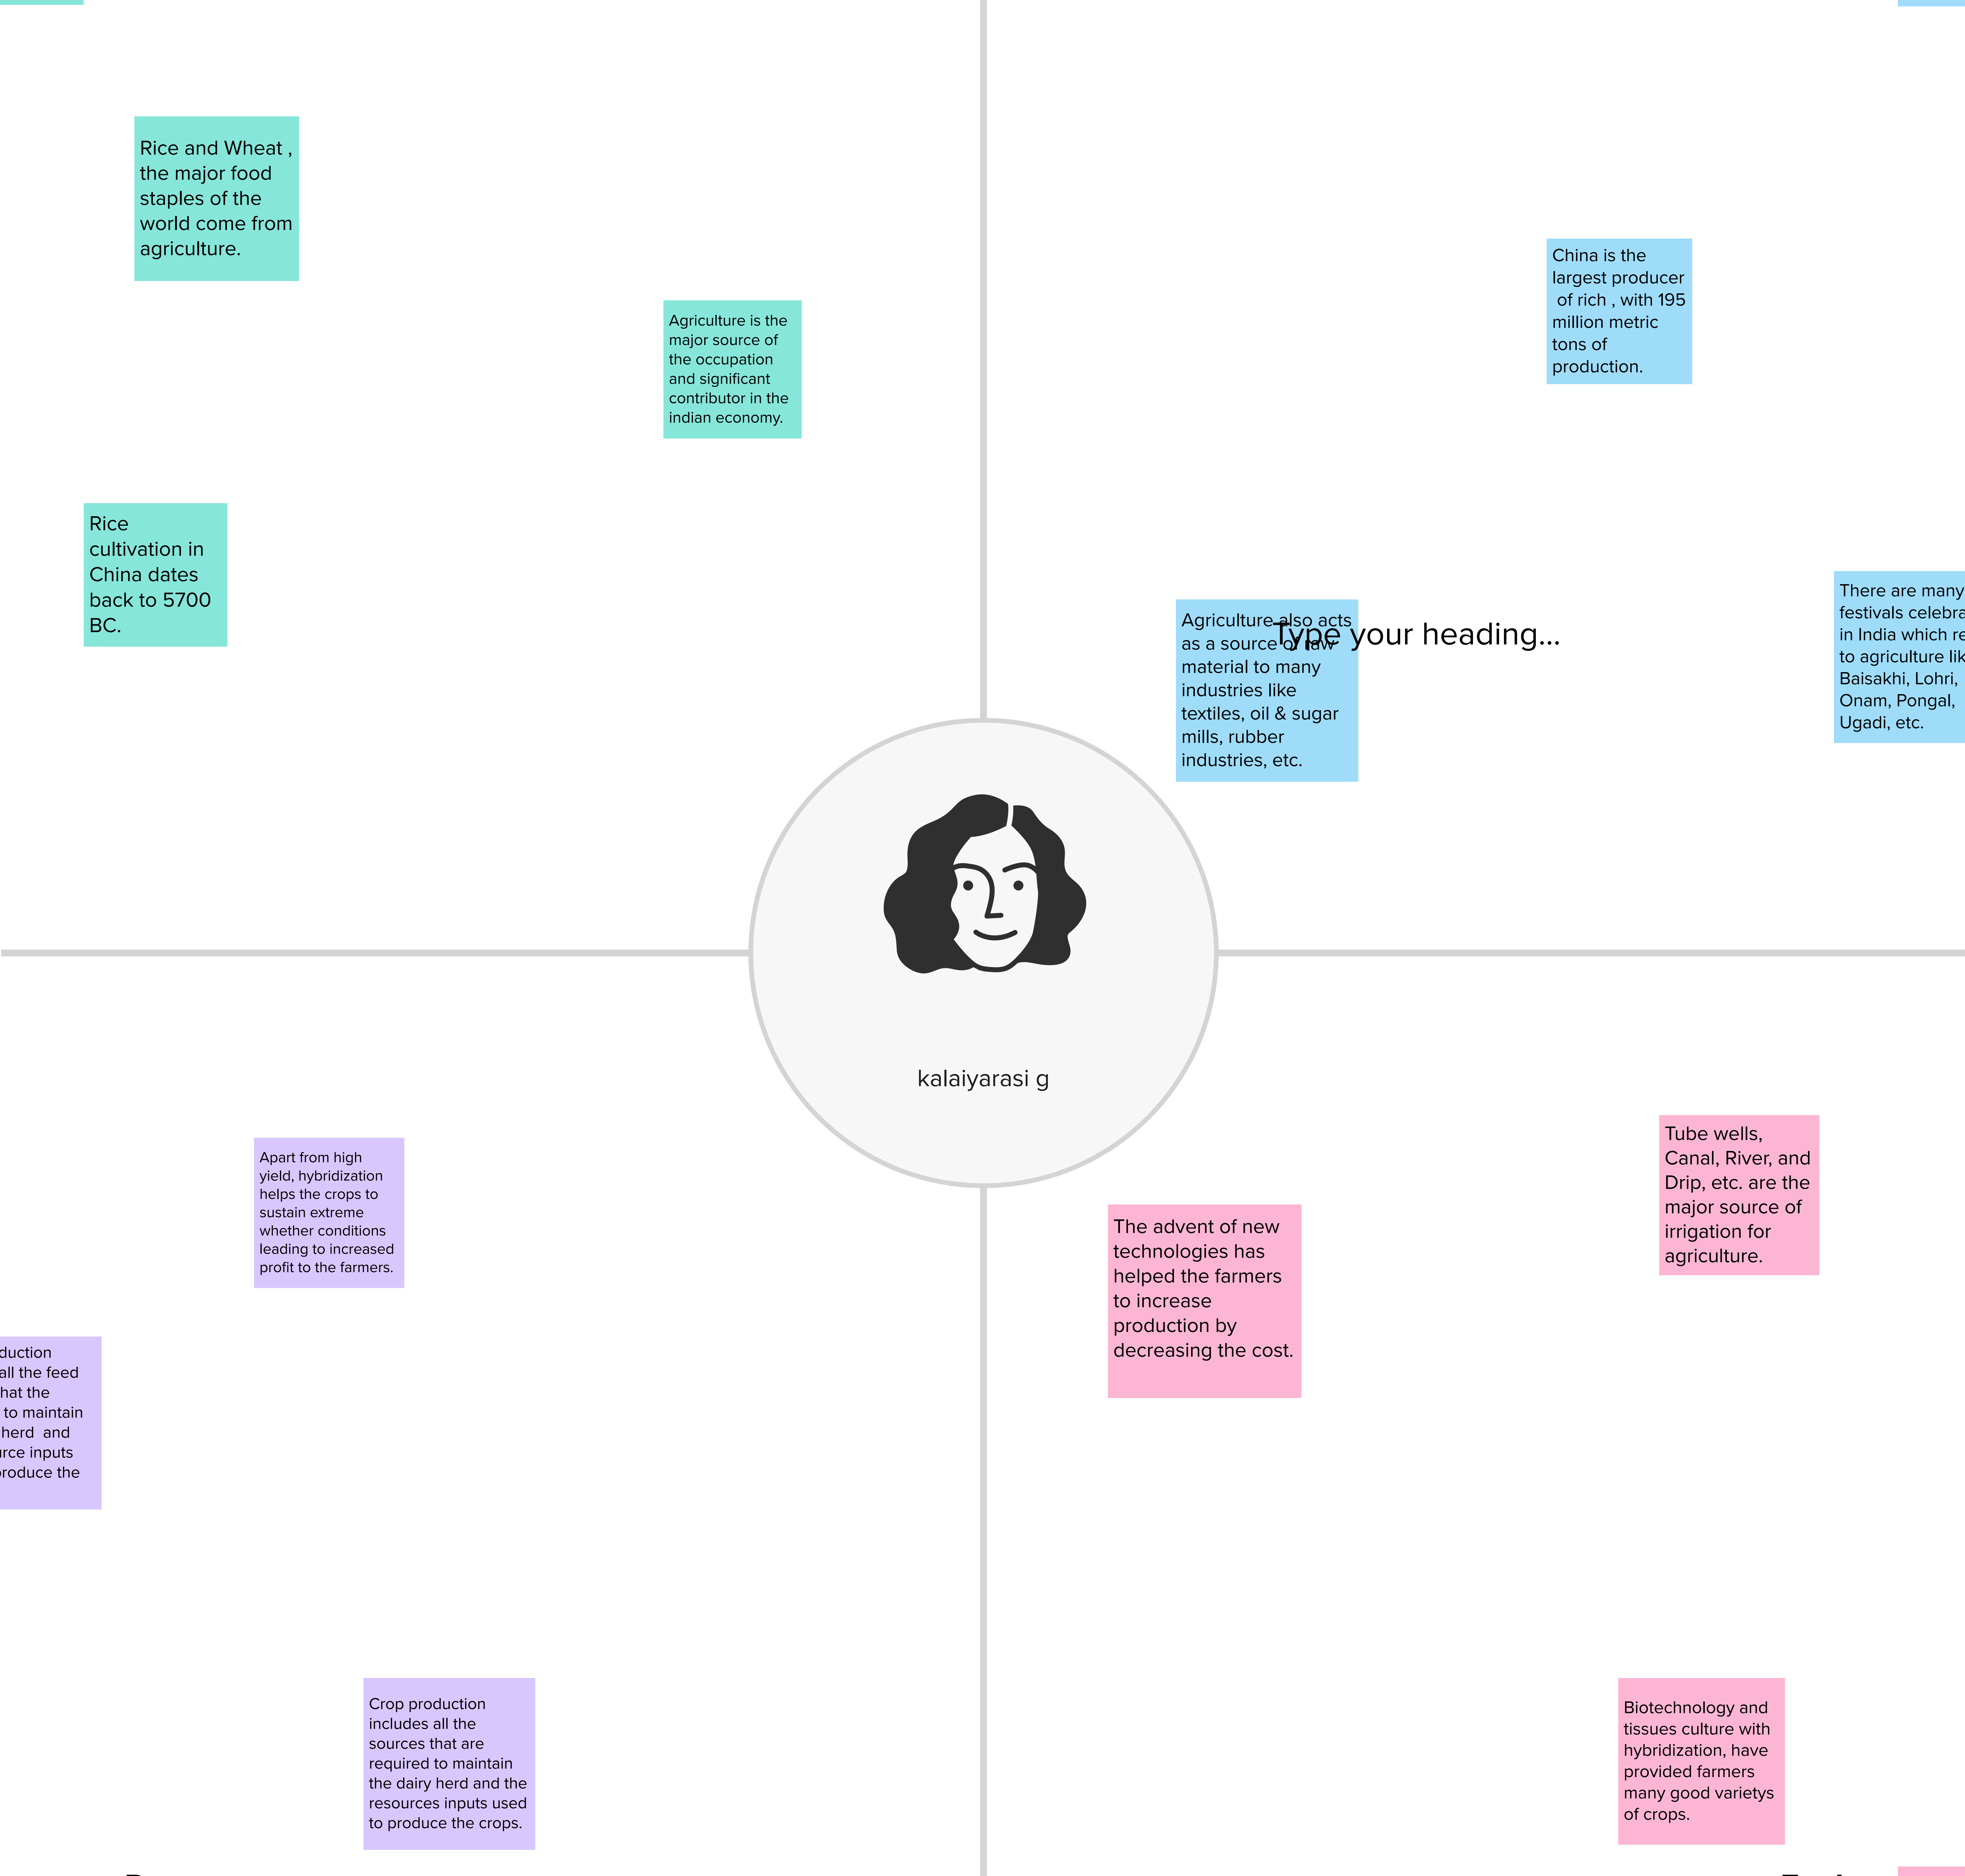 Rice and Wheat ,
the major food
staples of the
world come from
agriculture.
Agriculture is the
major source of
the occupation
and significant
contributor in the
indian economy.
Rice
cultivation in
China dates
back to 5700
BC.
China is the
largest producer
of rich , with 195
million metric
tons of
production.
Agriculture also acts
as a source of raw
material to many
industries like
textiles, oil & sugar
mills, rubber
industries, etc.
Type your heading...
There are many
festivals celebra
in India which re
to agriculture lik
Baisakhi, Lohri,
Onam, Pongal,
Ugadi, etc.
kalaiyarasi g
Apart from high
yield, hybridization
helps the crops to
sustain extreme
whether conditions
leading to increased
profit to the farmers.
duction
all the feed
hat the
to maintain
herd and
urce inputs
produce the
Crop production
includes all the
sources that are
required to maintain
the dairy herd and the
resources inputs used
to produce the crops.
The advent of new
technologies has
helped the farmers
to increase
production by
decreasing the cost.
Tube wells,
Canal, River, and
Drip, etc. are the
major source of
irrigation for
agriculture.
Biotechnology and
tissues culture with
hybridization, have
provided farmers
many good varietys
of crops.